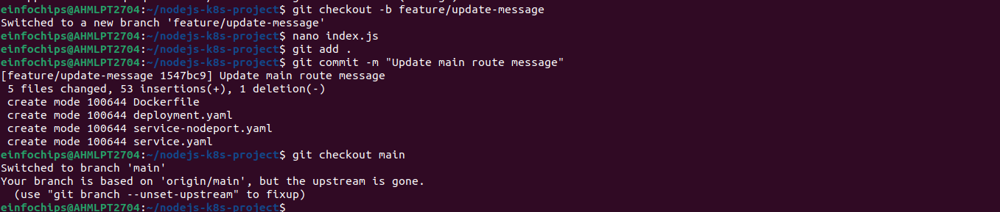 einfochips@AHMLPT2704:~/nodejs-k8s-project$ git checkout -b feature/update-message
Switched to a new branch 'feature/update-message'
einfochips@AHMLPT2704:~/nodejs-k8s-project$ nano index.js
einfochips@AHMLPT2704:~/nodejs-k8s-project$ git add .
einfochips@AHMLPT2704:~/nodejs-k8s-project$ git commit -m "Update main route message"
[feature/update-message 1547bc9] Update main route message
 5 files changed, 53 insertions(+), 1 deletion(-)
 create mode 100644 Dockerfile
 create mode 100644 deployment.yaml
 create mode 100644 service-nodeport.yaml
 create mode 100644 service.yaml
einfochips@AHMLPT2704:~/nodejs-k8s-project$ git checkout main
Switched to branch 'main'
Your branch is based on 'origin/main', but the upstream is gone.
  (use "git branch --unset-upstream" to fixup)
einfochips@AHMLPT2704:~/nodejs-k8s-project$